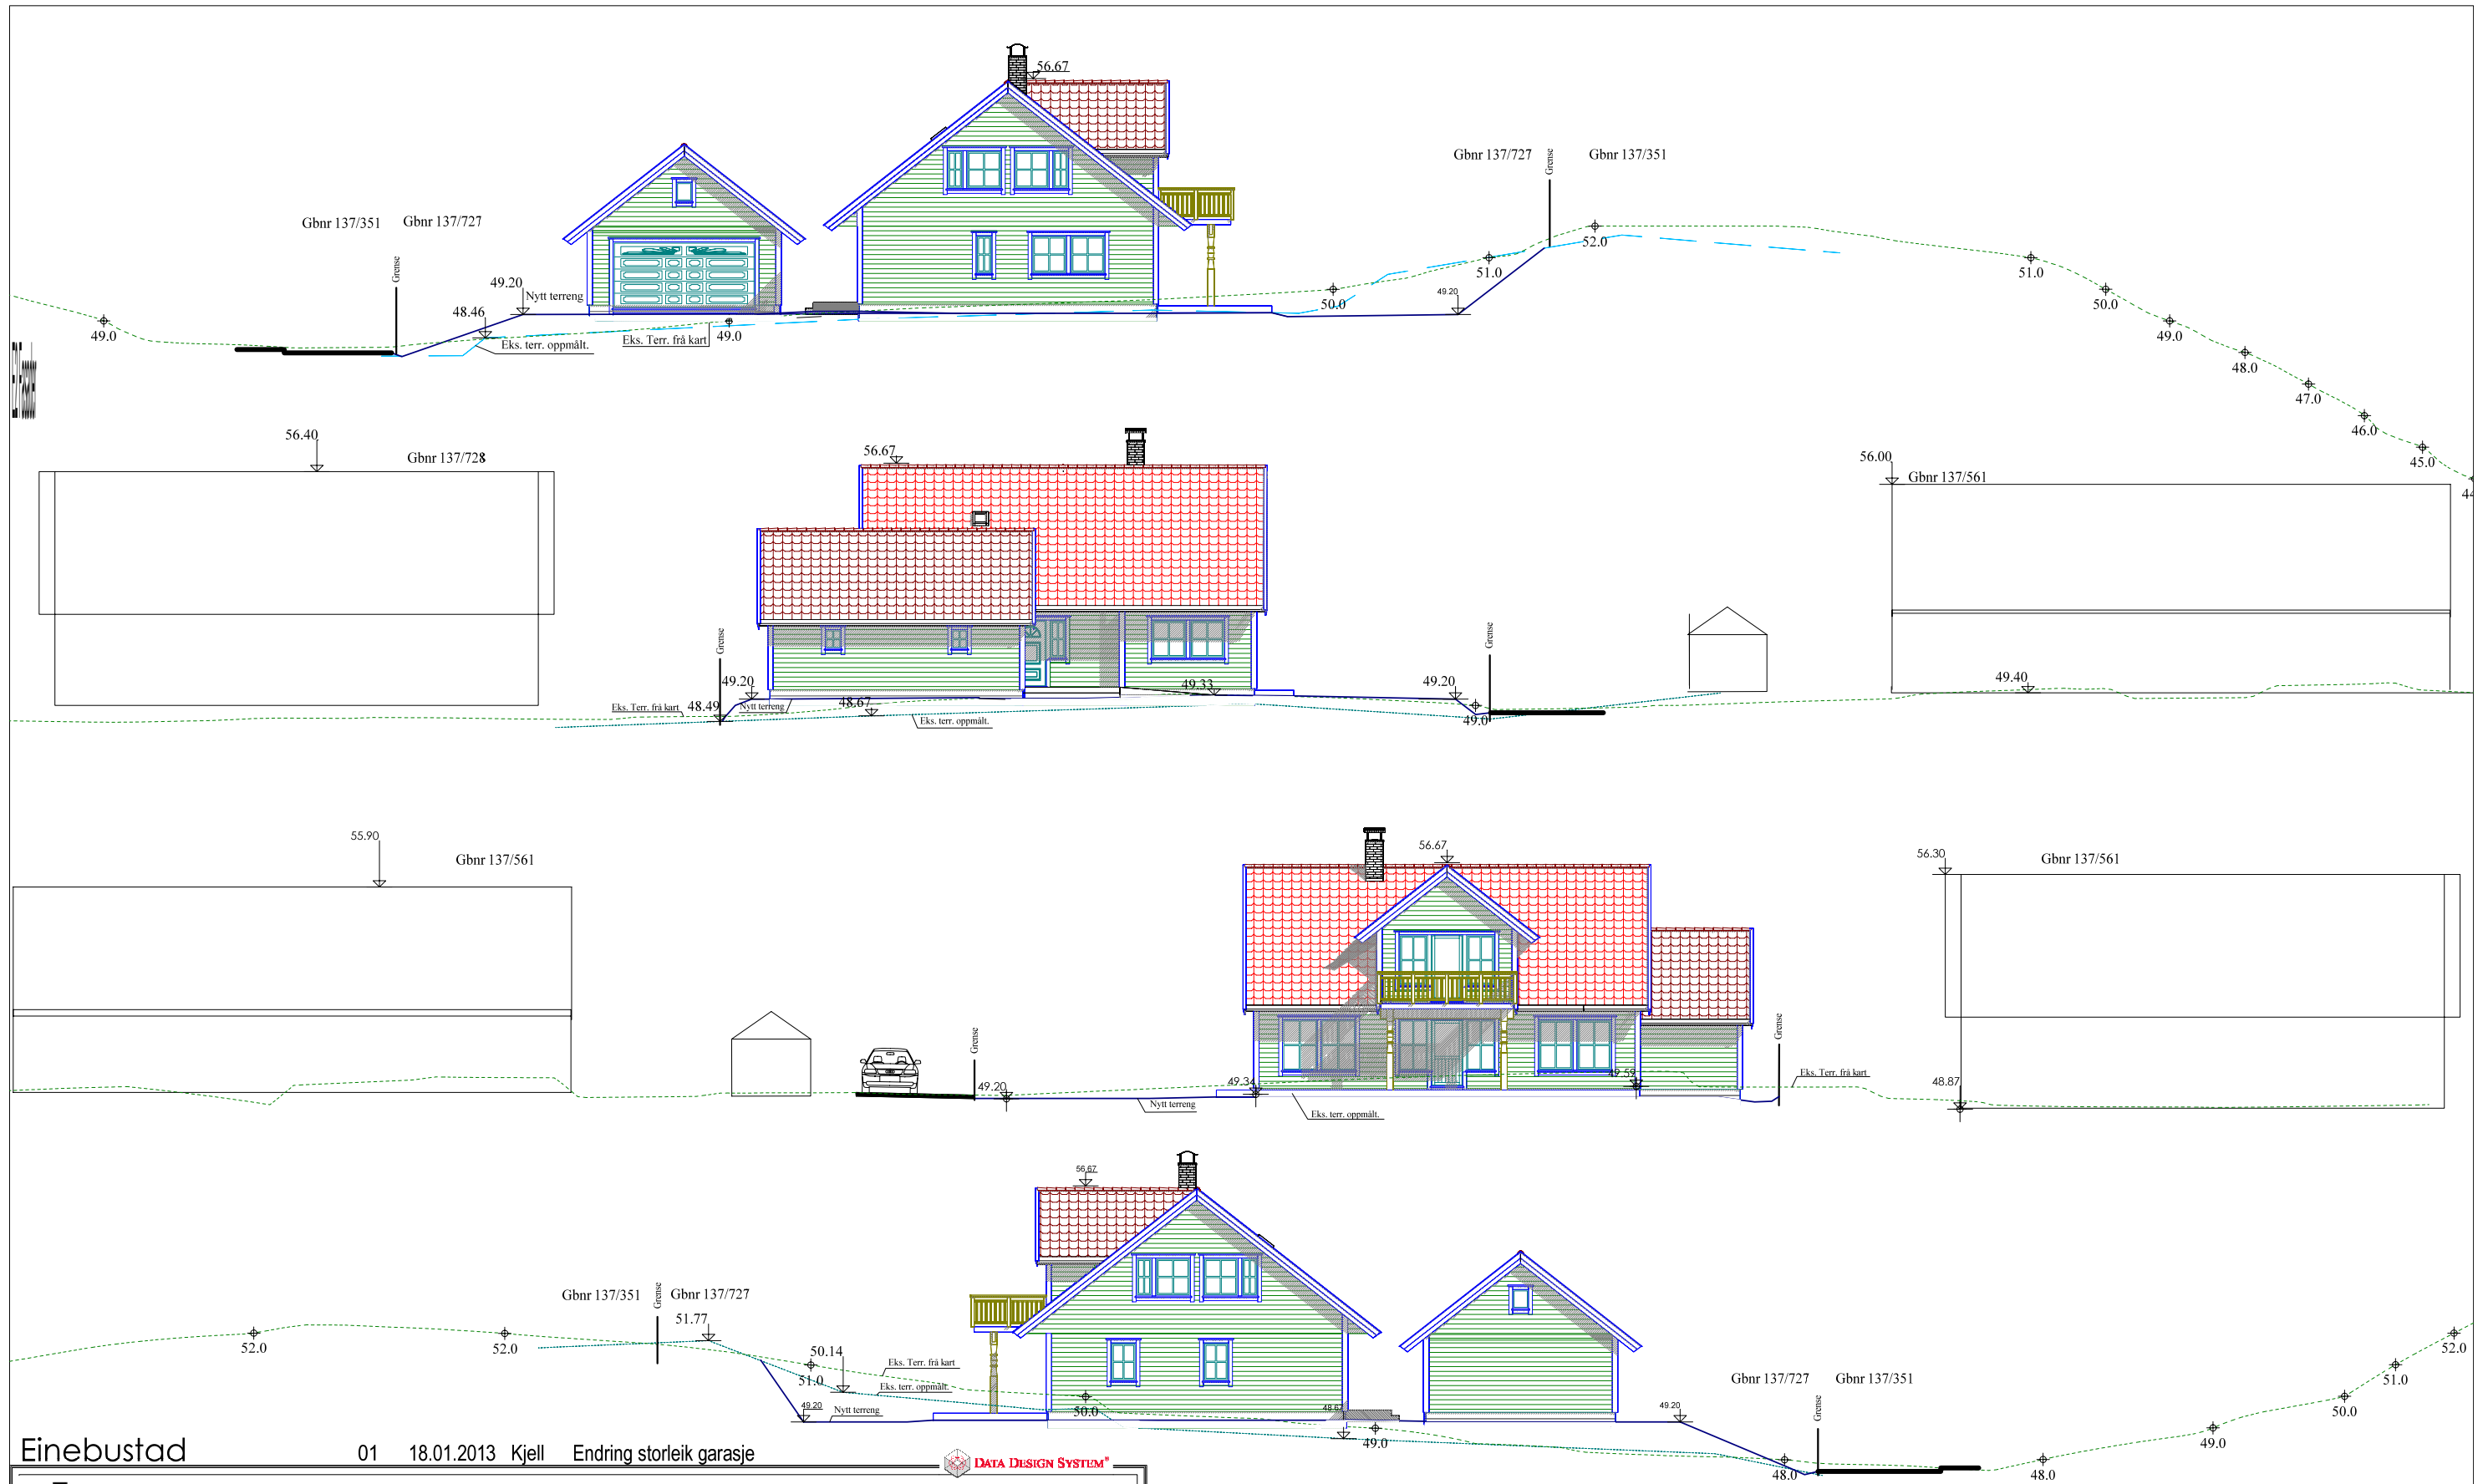 56.67
Gbnr 137/727
Grense
Gbnr 137/351
Gbnr 137/351
Gbnr 137/727
52.0
51.0
51.0
Grense
49.20
Nytt terreng
50.0
49.20
50.0
48.46
49.0
49.0
Eks. terr. oppmålt.
Eks. Terr. frå kart
49.0
48.0
47.0
46.0
45.0
44
56.40
Gbnr 137/728
56.67
56.00
Gbnr 137/561
Grense
Grense
49.20
49.33
49.20
49.40
Eks. Terr. frå kart
48.49
Nytt terreng
48.67
Eks. terr. oppmålt.
49.0
55.90
Gbnr 137/561
56.67
56.30
Gbnr 137/561
Grense
Grense
49.20
49.34
49.59
Eks. Terr. frå kart
48.87
Nytt terreng
Eks. terr. oppmålt.
56.67
Gbnr 137/351
Grense
Gbnr 137/727
51.77
52.0
52.0
50.14
51.0
Eks. Terr. frå kart
Eks. terr. oppmålt.
49.20
Nytt terreng
50.0
48.67
49.0
49.20
Gbnr 137/727
Grense
Gbnr 137/351
48.0
48.0
49.0
50.0
51.0
52.0
Einebustad
01 18.01.2013 Kjell Endring storleik garasje
DATA DESIGN SYSTEM®